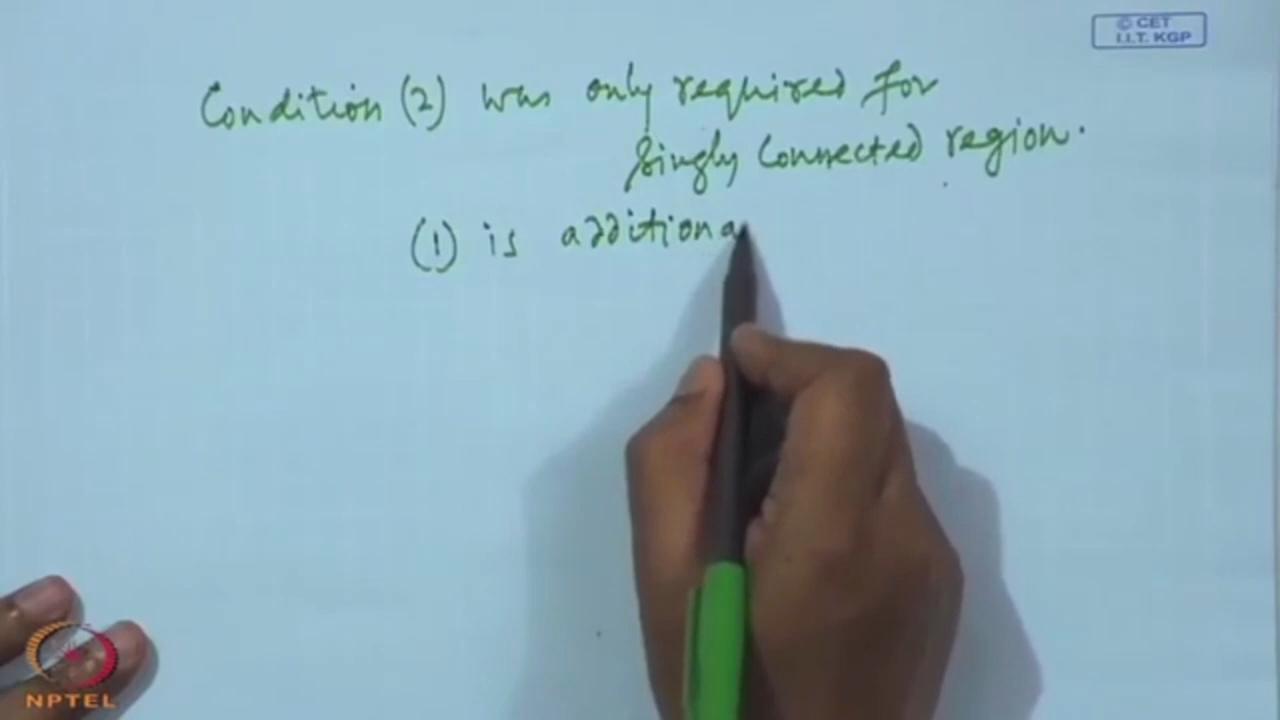 © CET
I.I.T. KGP
Condition (2) was only required for
Singly Connected region.
(1) is additiona
NPTEL